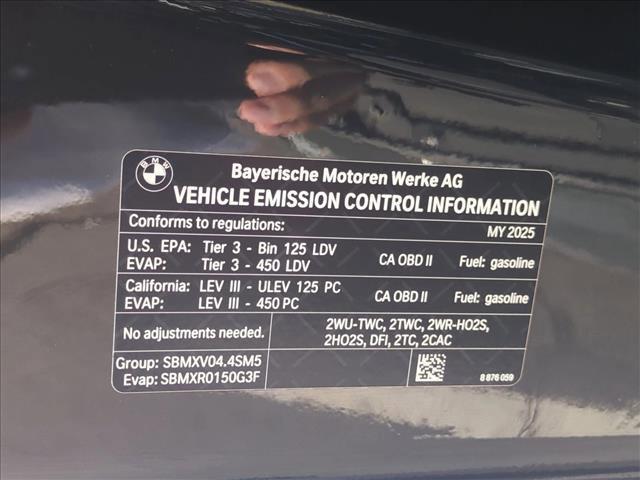 BMW
Bayerische Motoren Werke AG
VEHICLE EMISSION CONTROL INFORMATION
Conforms to regulations: MY 2025
U.S. EPA: Tier 3 - Bin 125 LDV CA OBD II Fuel: gasoline
EVAP: Tier 3 - 450 LDV
California: LEV III - ULEV 125 PC CA OBD II Fuel: gasoline
EVAP: LEV III - 450 PC
No adjustments needed.
2WU-TWC, 2TWC, 2WR-HO2S,
2HO2S, DFI, 2TC, 2CAC
Group: SBMXV04.4SM5
Evap: SBMXR0150G3F
8 876 059